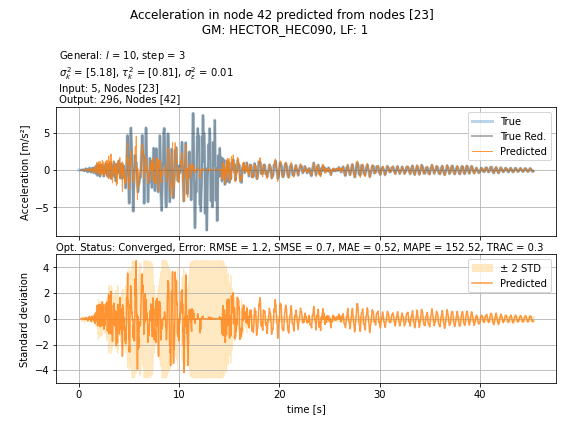 Acceleration in node 42 predicted from nodes [23]
GM: HECTOR_HEC090, LF: 1
General: l = 10, step = 3
σ²ₖ = [5.18], τ²ₖ = [0.81], σ²ε = 0.01
Input: 5, Nodes [23]
Output: 296, Nodes [42]
Acceleration [m/s²]
5
0
−5
True
True Red.
Predicted
Opt. Status: Converged, Error: RMSE = 1.2, SMSE = 0.7, MAE = 0.52, MAPE = 152.52, TRAC = 0.3
Standard deviation
4
2
0
−2
−4
± 2 STD
Predicted
0 10 20 30 40
time [s]